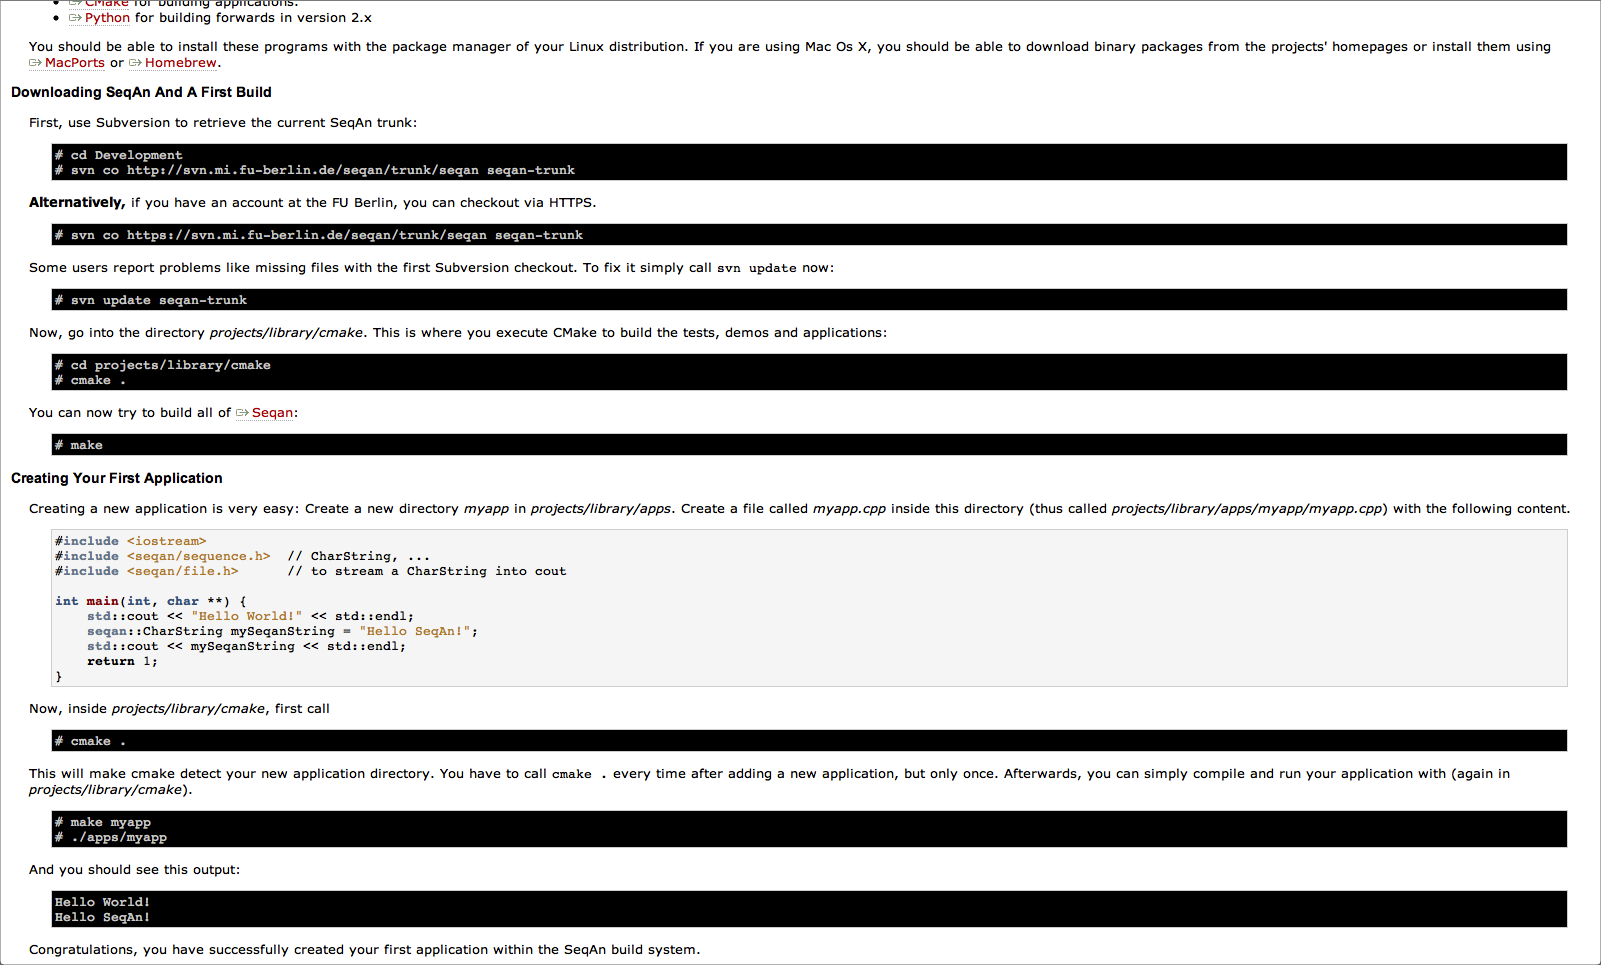 CMake for building applications.
Python for building forwards in version 2.x
You should be able to install these programs with the package manager of your Linux distribution. If you are using Mac Os X, you should be able to download binary packages from the projects' homepages or install them using
MacPorts or Homebrew.
Downloading SeqAn And A First Build
First, use Subversion to retrieve the current SeqAn trunk:
# cd Development
# svn co http://svn.mi.fu-berlin.de/seqan/trunk/seqan seqan-trunk
Alternatively, if you have an account at the FU Berlin, you can checkout via HTTPS.
# svn co https://svn.mi.fu-berlin.de/seqan/trunk/seqan seqan-trunk
Some users report problems like missing files with the first Subversion checkout. To fix it simply call svn update now:
# svn update seqan-trunk
Now, go into the directory projects/library/cmake. This is where you execute CMake to build the tests, demos and applications:
# cd projects/library/cmake
# cmake .
You can now try to build all of Seqan:
# make
Creating Your First Application
Creating a new application is very easy: Create a new directory myapp in projects/library/apps. Create a file called myapp.cpp inside this directory (thus called projects/library/apps/myapp/myapp.cpp) with the following content.
#include <iostream>
#include <seqan/sequence.h>  // CharString, ...
#include <seqan/file.h>      // to stream a CharString into cout
int main(int, char **) {
    std::cout << "Hello World!" << std::endl;
    seqan::CharString mySeqanString = "Hello SeqAn!";
    std::cout << mySeqanString << std::endl;
    return 1;
}
Now, inside projects/library/cmake, first call
# cmake .
This will make cmake detect your new application directory. You have to call cmake . every time after adding a new application, but only once. Afterwards, you can simply compile and run your application with (again in
projects/library/cmake).
# make myapp
# ./apps/myapp
And you should see this output:
Hello World!
Hello SeqAn!
Congratulations, you have successfully created your first application within the SeqAn build system.